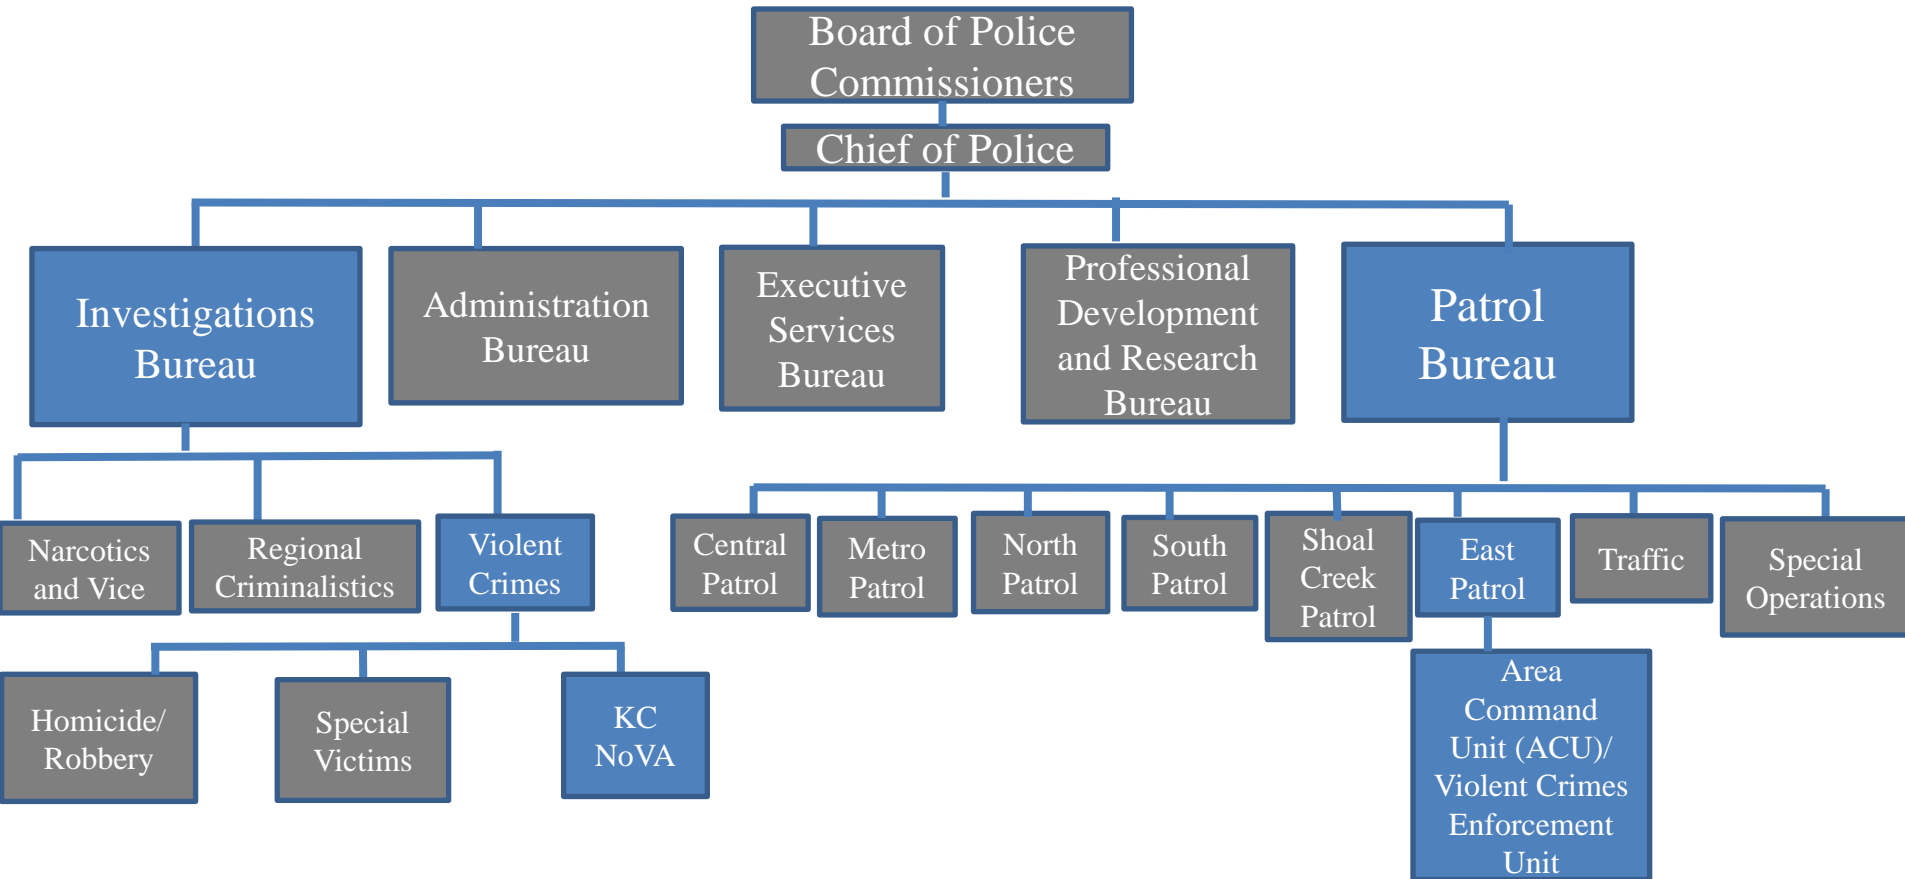 Board of Police
Commissioners
Chief of Police
Investigations
Bureau
Administration
Bureau
Executive
Services
Bureau
Professional
Development
and Research
Bureau
Patrol
Bureau
Narcotics
and Vice
Regional
Criminalistics
Violent
Crimes
Central
Patrol
Metro
Patrol
North
Patrol
South
Patrol
Shoal
Creek
Patrol
East
Patrol
Traffic
Special
Operations
Homicide/
Robbery
Special
Victims
KC
NoVA
Area
Command
Unit (ACU)/
Violent Crimes
Enforcement
Unit